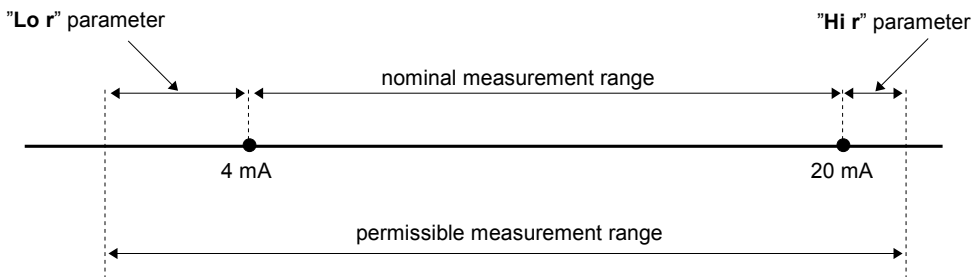 "Lo r" parameter
"Hi r" parameter
nominal measurement range
4 mA
20 mA
permissible measurement range